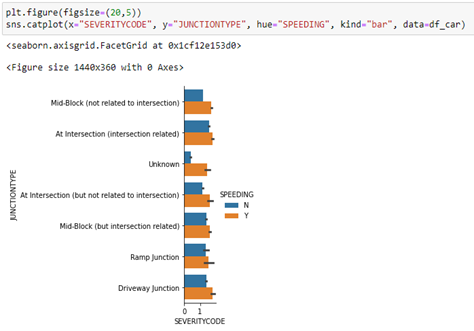 plt.figure(figsize=(20,5))
sns.catplot(x="SEVERITYCODE", y="JUNCTIONTYPE", hue="SPEEDING", kind="bar", data=df_car)
<seaborn.axisgrid.FacetGrid at 0x1cf12e153d0>
<Figure size 1440x360 with 0 Axes>
Mid-Block (not related to intersection)
At Intersection (intersection related)
Unknown
At Intersection (but not related to intersection)
Mid-Block (but intersection related)
Ramp Junction
Driveway Junction
JUNCTIONTYPE
0 1
SEVERITYCODE
SPEEDING
N
Y